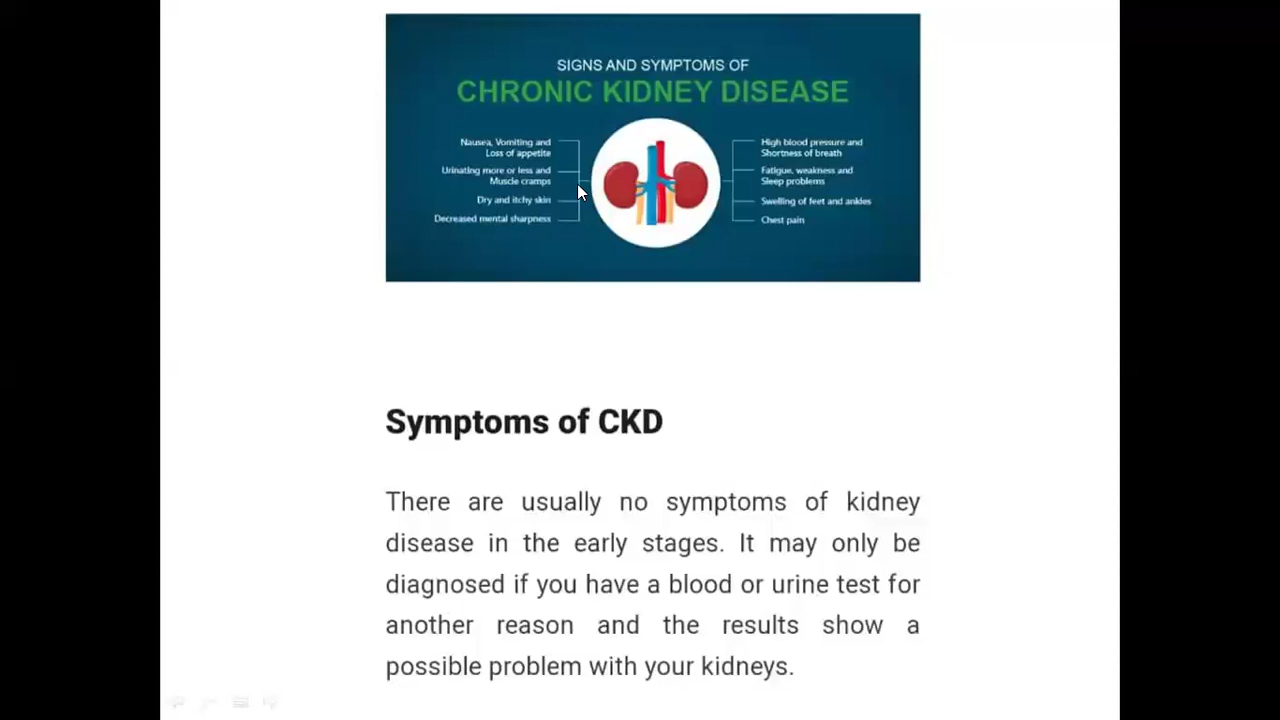 SIGNS AND SYMPTOMS OF
CHRONIC KIDNEY DISEASE
Nausea, Vomiting and
Loss of appetite
Urinating more or less and
Muscle cramps
Dry and itchy skin
Decreased mental sharpness
High blood pressure and
Shortness of breath
Fatigue, weakness and
Sleep problems
Swelling of feet and ankles
Chest pain
Symptoms of CKD
There are usually no symptoms of kidney
disease in the early stages. It may only be
diagnosed if you have a blood or urine test for
another reason and the results show a
possible problem with your kidneys.